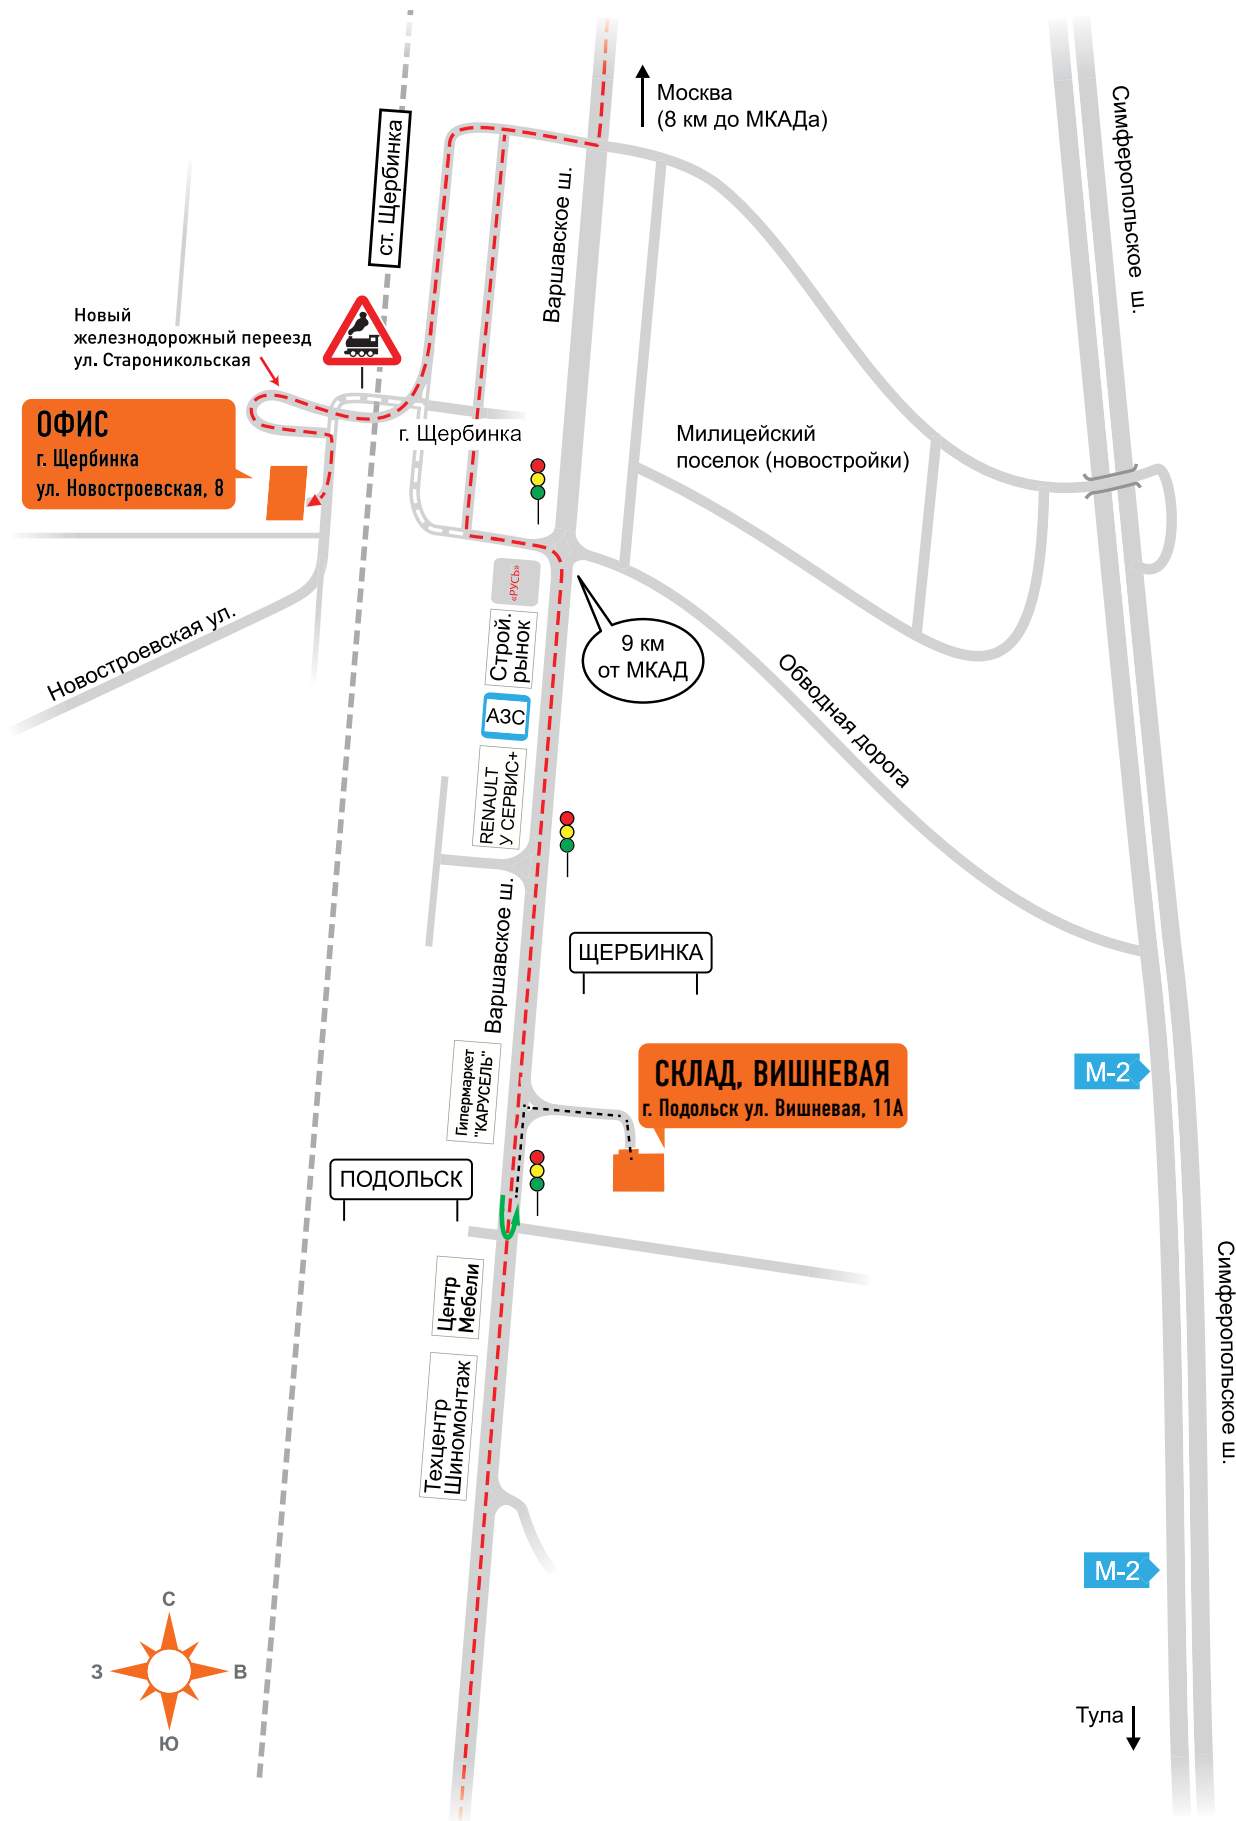 Москва
(8 км до МКАДа)
Симферопольское ш.
ст. Щербинка
Варшавское ш.
Новый
железнодорожный переезд
ул. Староникольская
ОФИС
г. Щербинка
ул. Новостроевская, 8
г. Щербинка
Милицейский
поселок (новостройки)
«РУСЬ»
Строй.
рынок
9 км
от МКАД
Новостроевская ул.
АЗС
Обводная дорога
RENAULT
У СЕРВИС+
Варшавское ш.
ЩЕРБИНКА
Гипермаркет
"КАРУСЕЛЬ"
СКЛАД, ВИШНЕВАЯ
г. Подольск ул. Вишневая, 11А
М-2
ПОДОЛЬСК
Центр
Мебели
Симферопольское ш.
Техцентр
Шиномонтаж
М-2
С
З
В
Ю
Тула